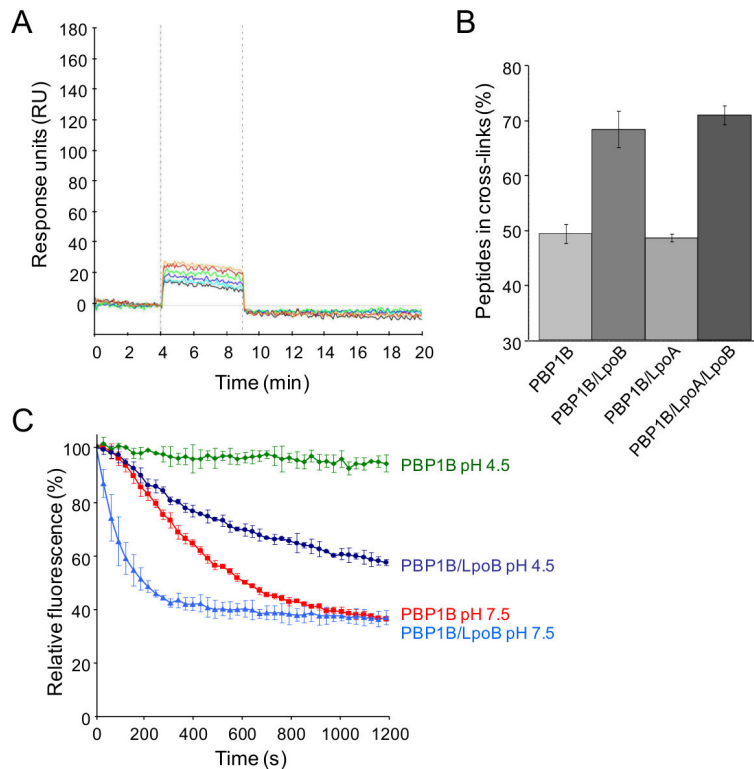 A
180
160
140
120
100
80
60
40
20
0
Response units (RU)
0 2 4 6 8 10 12 14 16 18 20
Time (min)
B
80
70
60
50
40
30
Peptides in cross-links (%)
PBP1B
PBP1B/LpoB
PBP1B/LpoA
PBP1B/LpoA/LpoB
C
100
80
60
40
20
0
Relative fluorescence (%)
0 200 400 600 800 1000 1200
Time (s)
PBP1B pH 4.5
PBP1B/LpoB pH 4.5
PBP1B pH 7.5
PBP1B/LpoB pH 7.5